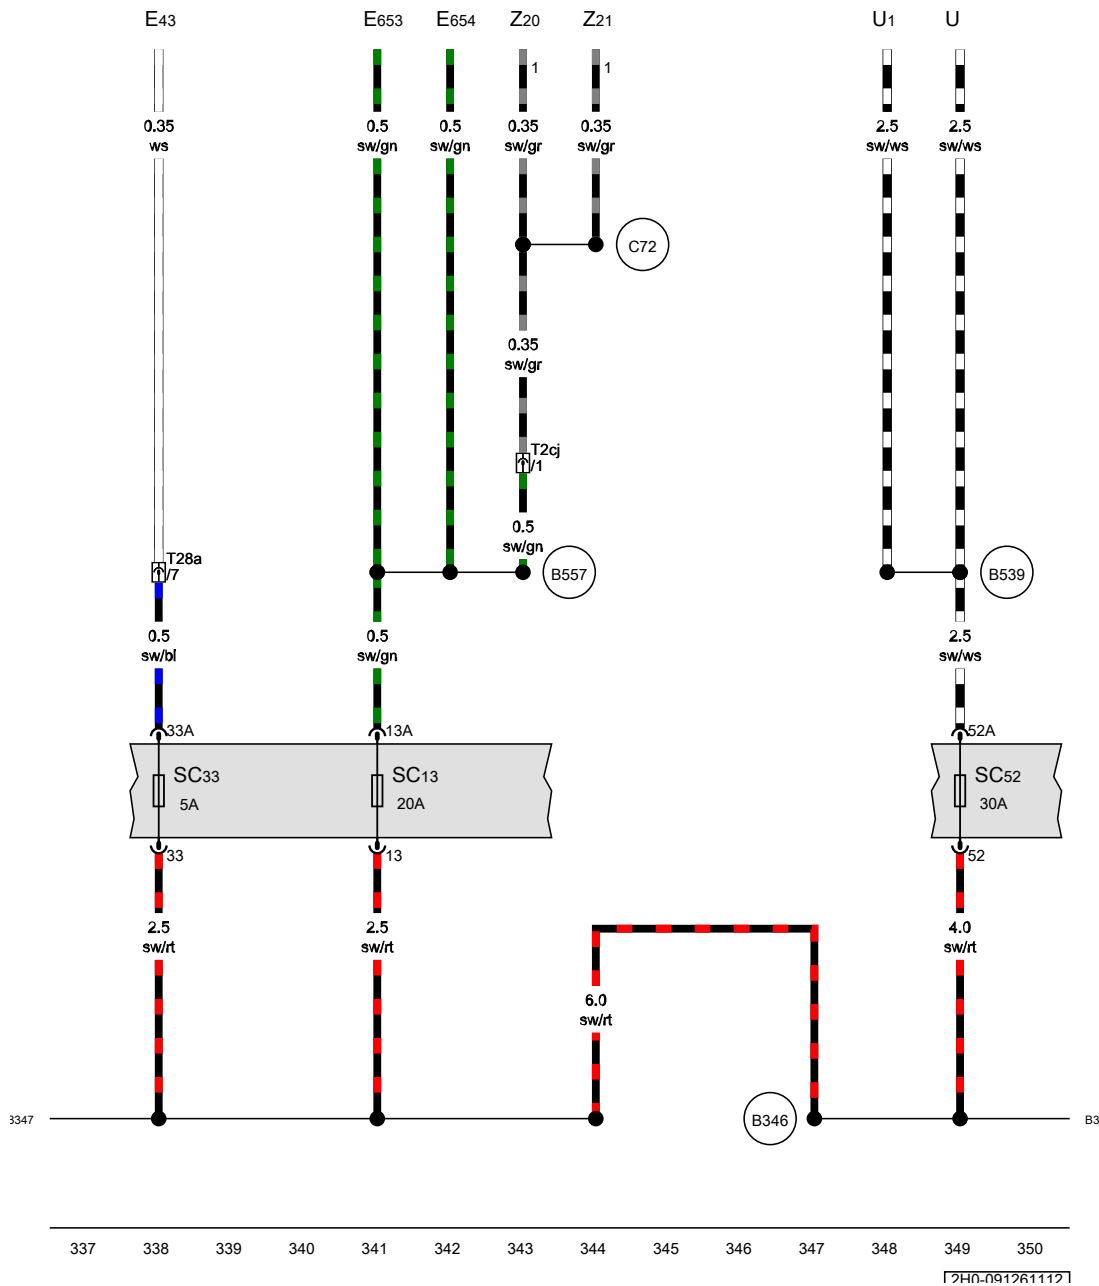 E43 E653 E654 Z20 Z21 U1 U
1 1
0.35 0.5 0.5 0.35 0.35 2.5 2.5
ws sw/gn sw/gn sw/gr sw/gr sw/ws sw/ws
C72
0.35
sw/gr
T2cj
/1
0.5
sw/gn
T28a
/7
B557 B539
0.5 0.5 2.5
sw/bl sw/gn sw/ws
33A 13A 52A
SC33 SC13 SC52
5A 20A 30A
33 13 52
2.5 2.5 4.0
sw/rt sw/rt sw/rt
6.0
sw/rt
B347 B346 B3
337 338 339 340 341 342 343 344 345 346 347 348 349 350
2H0-091261112